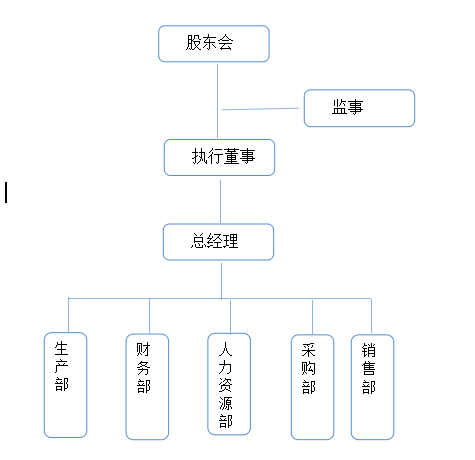 股东会
监事
执行董事
总经理
生产部
财务部
人力资源部
采购部
销售部